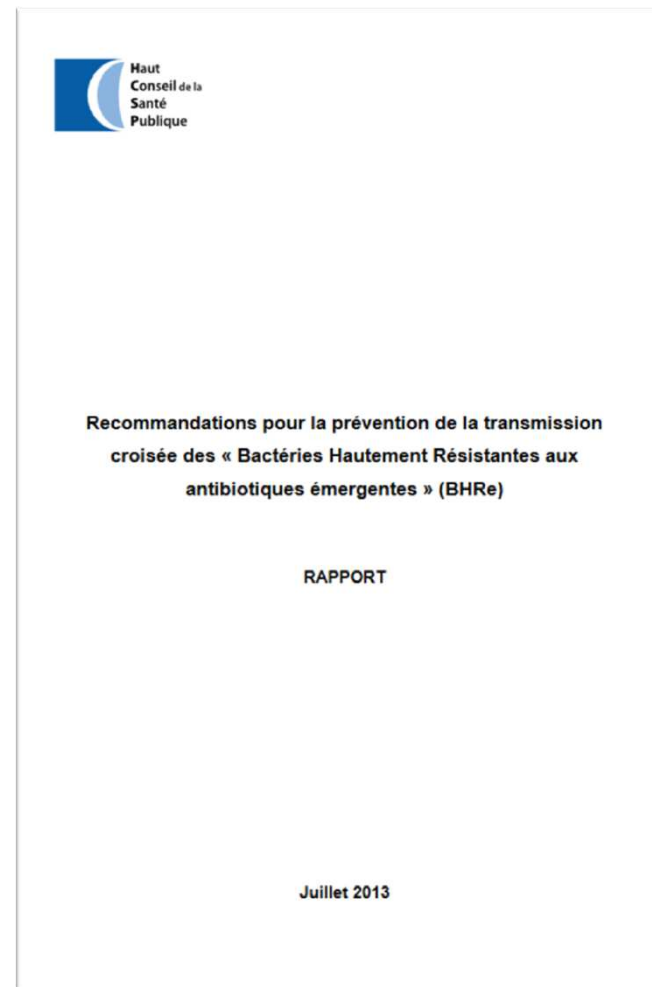 Haut
Conseil de la
Santé
Publique
Recommandations pour la prévention de la transmission
croisée des « Bactéries Hautement Résistantes aux
antibiotiques émergentes » (BHRe)
RAPPORT
Juillet 2013